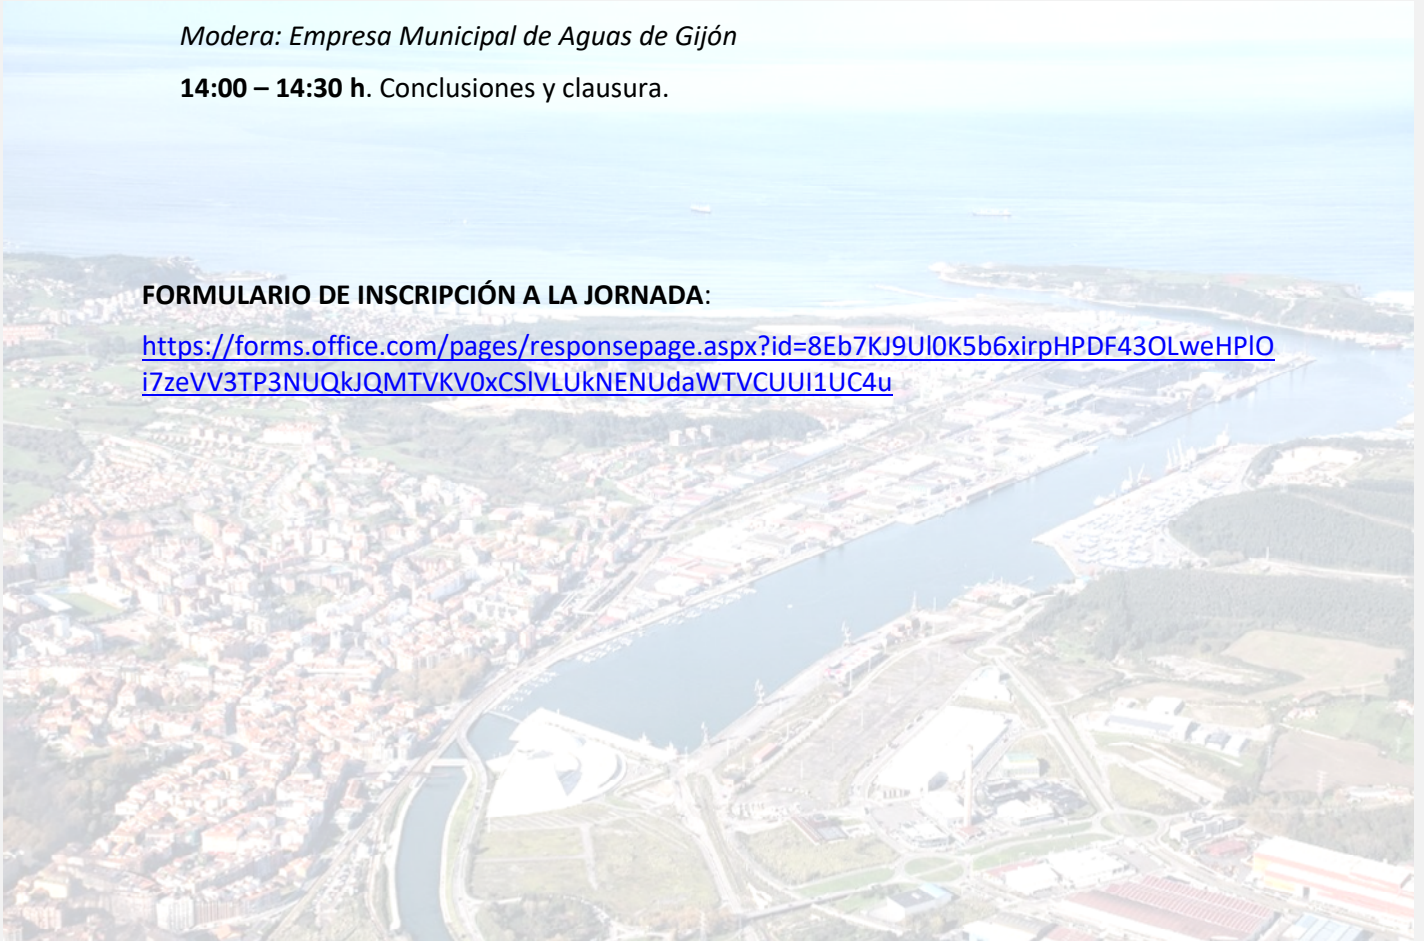 Modera: Empresa Municipal de Aguas de Gijón
14:00 – 14:30 h. Conclusiones y clausura.
FORMULARIO DE INSCRIPCIÓN A LA JORNADA:
https://forms.office.com/pages/responsepage.aspx?id=8Eb7KJ9Ul0K5b6xirpHPDF43OLweHPlO
i7zeVV3TP3NUQkJQMTVKV0xCSlVLUkNENUdaWTVCUUI1UC4u